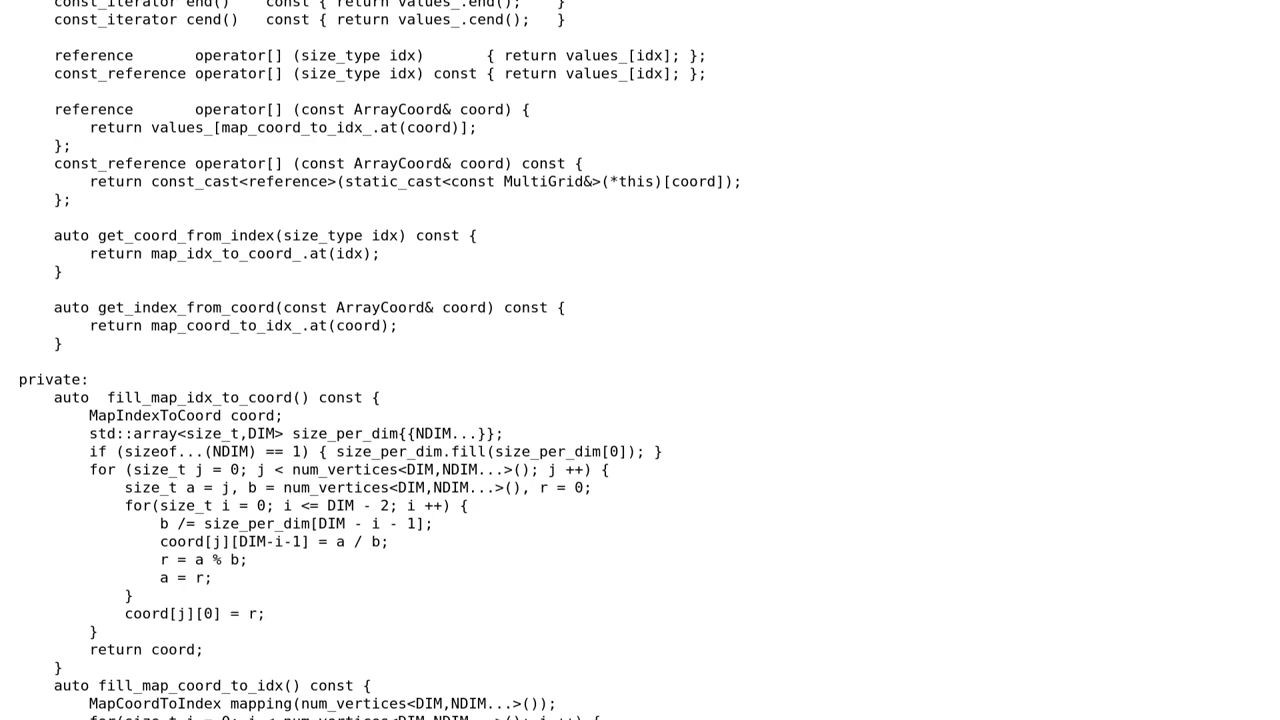 const_iterator end()    const { return values_.end();    }
    const_iterator cend()   const { return values_.cend();   }

    reference       operator[] (size_type idx)       { return values_[idx]; };
    const_reference operator[] (size_type idx) const { return values_[idx]; };

    reference       operator[] (const ArrayCoord& coord) {
        return values_[map_coord_to_idx_.at(coord)];
    };
    const_reference operator[] (const ArrayCoord& coord) const {
        return const_cast<reference>(static_cast<const MultiGrid&>(*this)[coord]);
    };

    auto get_coord_from_index(size_type idx) const {
        return map_idx_to_coord_.at(idx);
    }

    auto get_index_from_coord(const ArrayCoord& coord) const {
        return map_coord_to_idx_.at(coord);
    }

private:
    auto  fill_map_idx_to_coord() const {
        MapIndexToCoord coord;
        std::array<size_t,DIM> size_per_dim{{NDIM...}};
        if (sizeof...(NDIM) == 1) { size_per_dim.fill(size_per_dim[0]); }
        for (size_t j = 0; j < num_vertices<DIM,NDIM...>(); j ++) {
            size_t a = j, b = num_vertices<DIM,NDIM...>(), r = 0;
            for(size_t i = 0; i <= DIM - 2; i ++) {
                b /= size_per_dim[DIM - i - 1];
                coord[j][DIM-i-1] = a / b;
                r = a % b;
                a = r;
            }
            coord[j][0] = r;
        }
        return coord;
    }
    auto fill_map_coord_to_idx() const {
        MapCoordToIndex mapping(num_vertices<DIM,NDIM...>());
        for(size_t i = 0; i < num_vertices<DIM,NDIM...>(); i ++) {